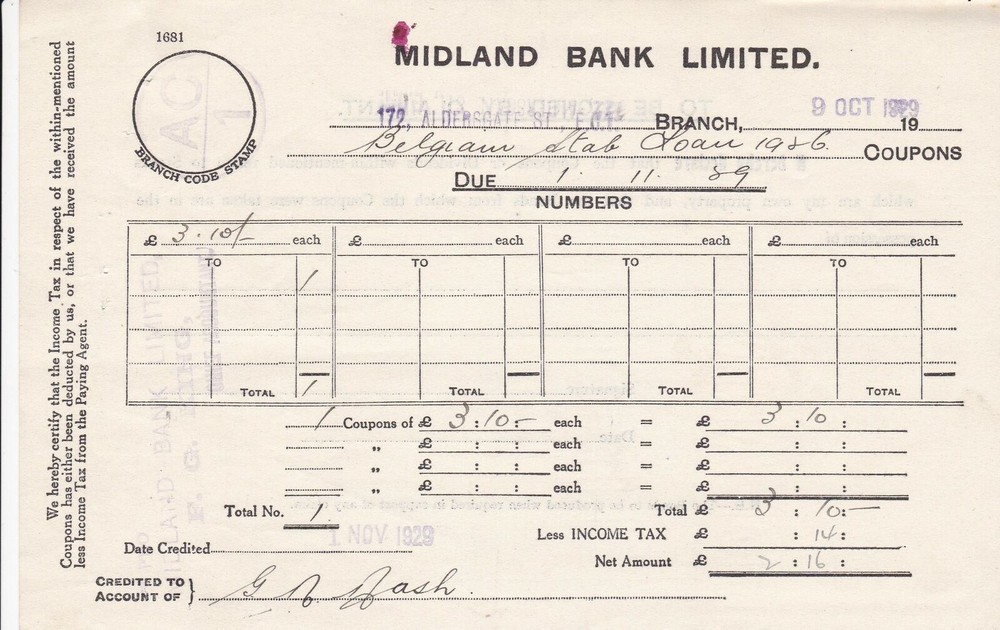 1681
MIDLAND BANK LIMITED.
BRANCH CODE STAMP
172, ALDERSGATE ST., E.C.1. BRANCH, 9 OCT 1929 19
Belgium Stab Loan 1926. COUPONS
DUE 1. 11. 29
NUMBERS
£ 3.10/- each £ each £ each £ each
TO TO TO TO
1
TOTAL 1 TOTAL TOTAL TOTAL
1 Coupons of £ 3 : 10 : - each = £ 3 : 10 :
„ £ : : each = £ : :
„ £ : : each = £ : :
„ £ : : each = £ : :
Total No. 1 Total £ 3 : 10 : -
1 NOV 1929 Less INCOME TAX £ : 14 :
Date Credited Net Amount £ 2 : 16 :
CREDITED TO
ACCOUNT OF } G N Nash.
We hereby certify that the Income Tax in respect of the within-mentioned
Coupons has either been deducted by us, or that we have received the amount
less Income Tax from the Paying Agent.